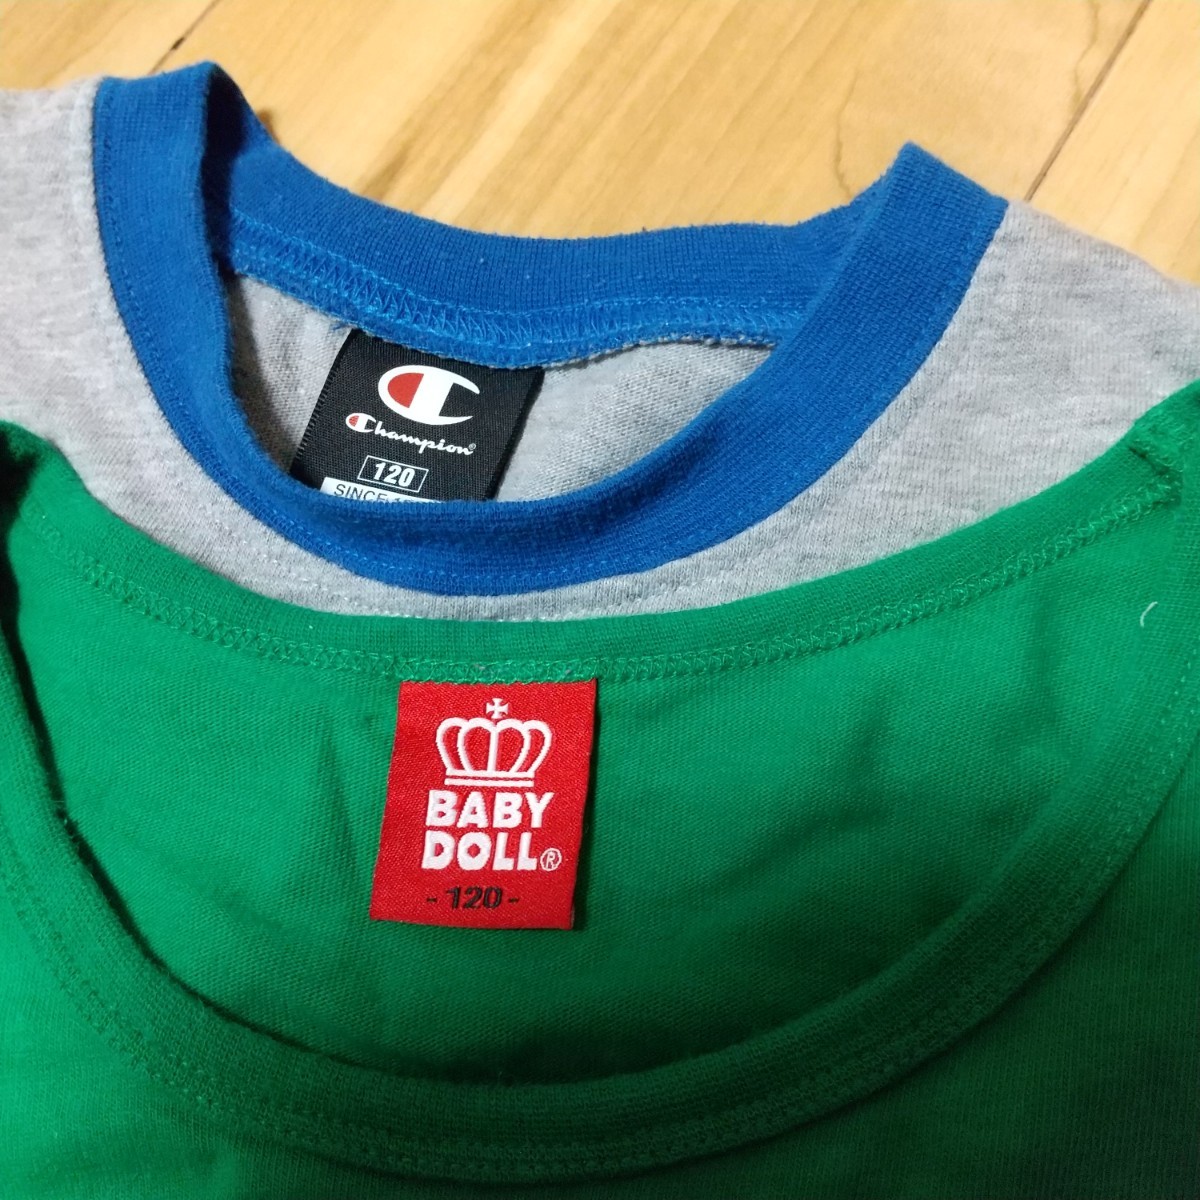 Champion®
120
SINCE
BABY
DOLL®
- 120 -